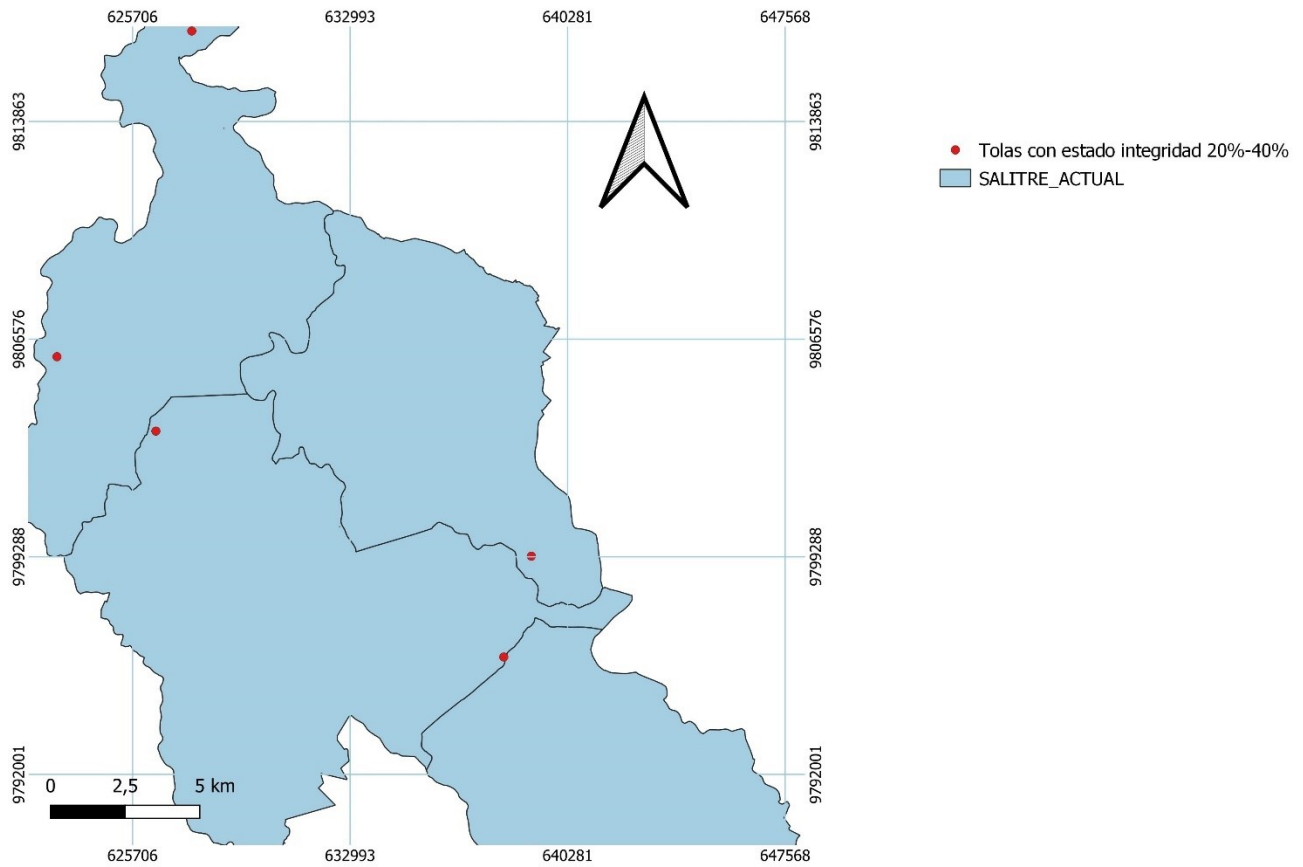 625706 632993 640281 647568
9813863 9813863
9806576 9806576
9799288 9799288
9792001 9792001
Tolas con estado integridad 20%-40%
SALITRE_ACTUAL
0 2,5 5 km
625706 632993 640281 647568